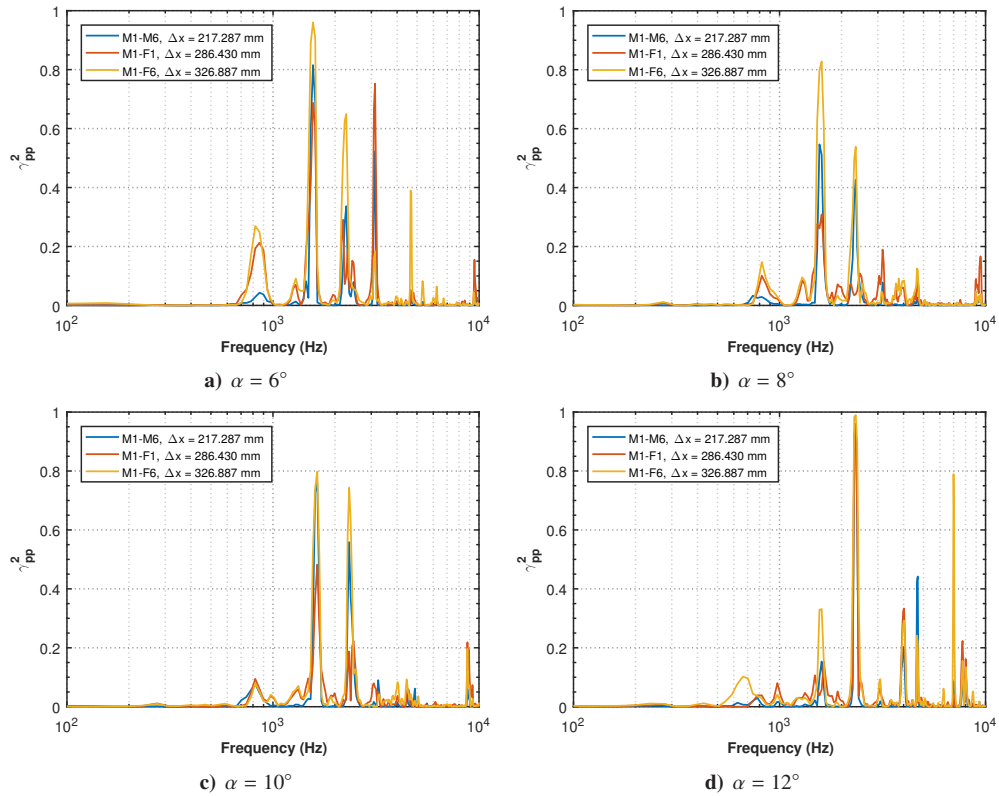 M1-M6, Δx = 217.287 mm
M1-F1, Δx = 286.430 mm
M1-F6, Δx = 326.887 mm
1
0.8
0.6
0.4
0.2
0
γ²pp
10² 10³ 10⁴
Frequency (Hz)
a) α = 6°
M1-M6, Δx = 217.287 mm
M1-F1, Δx = 286.430 mm
M1-F6, Δx = 326.887 mm
1
0.8
0.6
0.4
0.2
0
γ²pp
10² 10³ 10⁴
Frequency (Hz)
b) α = 8°
M1-M6, Δx = 217.287 mm
M1-F1, Δx = 286.430 mm
M1-F6, Δx = 326.887 mm
1
0.8
0.6
0.4
0.2
0
γ²pp
10² 10³ 10⁴
Frequency (Hz)
c) α = 10°
M1-M6, Δx = 217.287 mm
M1-F1, Δx = 286.430 mm
M1-F6, Δx = 326.887 mm
1
0.8
0.6
0.4
0.2
0
γ²pp
10² 10³ 10⁴
Frequency (Hz)
d) α = 12°